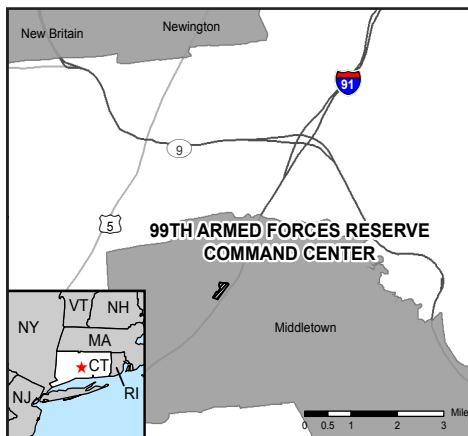 New Britain
Newington
91
9
5
99TH ARMED FORCES RESERVE
COMMAND CENTER
Middletown
VT
NH
NY
MA
CT
RI
NJ
Miles
0 0.5 1 2 3